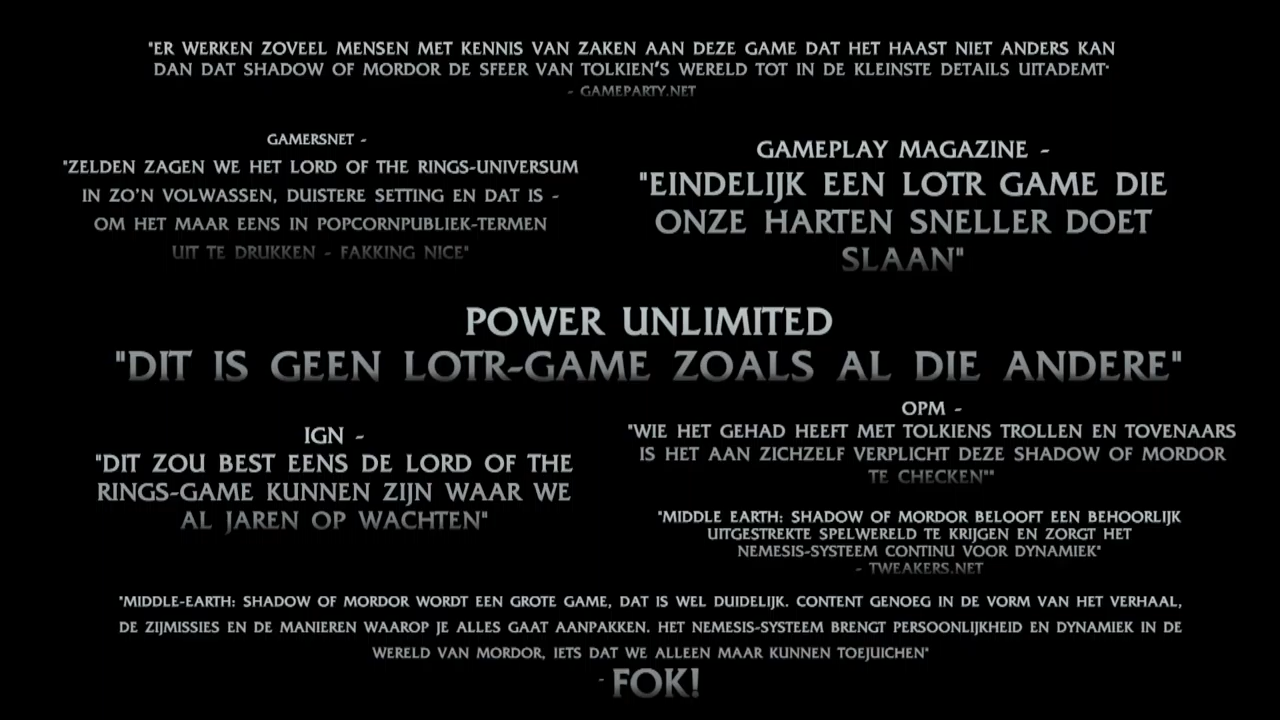 "ER WERKEN ZOVEEL MENSEN MET KENNIS VAN ZAKEN AAN DEZE GAME DAT HET HAAST NIET ANDERS KAN
DAN DAT SHADOW OF MORDOR DE SFEER VAN TOLKIEN'S WERELD TOT IN DE KLEINSTE DETAILS UITADEMT"
- GAMEPARTY.NET
GAMERSNET -
"ZELDEN ZAGEN WE HET LORD OF THE RINGS-UNIVERSUM
IN ZO'N VOLWASSEN, DUISTERE SETTING EN DAT IS -
OM HET MAAR EENS IN POPCORNPUBLIEK-TERMEN
UIT TE DRUKKEN - FAKKING NICE"
GAMEPLAY MAGAZINE -
"EINDELIJK EEN LOTR GAME DIE
ONZE HARTEN SNELLER DOET
SLAAN"
POWER UNLIMITED
"DIT IS GEEN LOTR-GAME ZOALS AL DIE ANDERE"
IGN -
"DIT ZOU BEST EENS DE LORD OF THE
RINGS-GAME KUNNEN ZIJN WAAR WE
AL JAREN OP WACHTEN"
OPM -
"WIE HET GEHAD HEEFT MET TOLKIENS TROLLEN EN TOVENAARS
IS HET AAN ZICHZELF VERPLICHT DEZE SHADOW OF MORDOR
TE CHECKEN""
"MIDDLE EARTH: SHADOW OF MORDOR BELOOFT EEN BEHOORLIJK
UITGESTREKTE SPELWERELD TE KRIJGEN EN ZORGT HET
NEMESIS-SYSTEEM CONTINU VOOR DYNAMIEK"
- TWEAKERS.NET
"MIDDLE-EARTH: SHADOW OF MORDOR WORDT EEN GROTE GAME, DAT IS WEL DUIDELIJK. CONTENT GENOEG IN DE VORM VAN HET VERHAAL,
DE ZIJMISSIES EN DE MANIEREN WAAROP JE ALLES GAAT AANPAKKEN. HET NEMESIS-SYSTEEM BRENGT PERSOONLIJKHEID EN DYNAMIEK IN DE
WERELD VAN MORDOR, IETS DAT WE ALLEEN MAAR KUNNEN TOEJUICHEN"
- FOK!